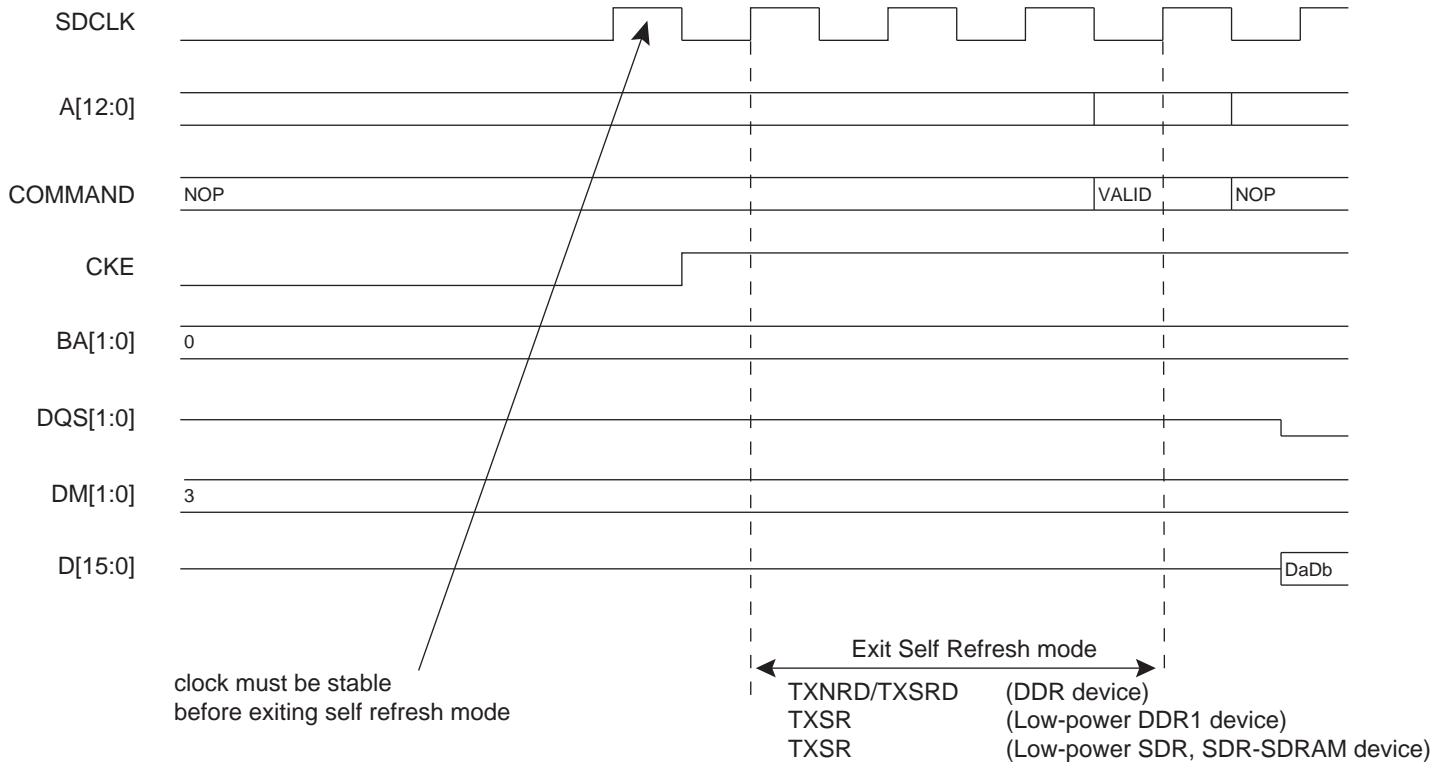 SDCLK
A[12:0]
COMMAND NOP VALID NOP
CKE
BA[1:0] 0
DQS[1:0]
DM[1:0] 3
D[15:0] DaDb
clock must be stable
before exiting self refresh mode
Exit Self Refresh mode
TXNRD/TXSRD (DDR device)
TXSR (Low-power DDR1 device)
TXSR (Low-power SDR, SDR-SDRAM device)